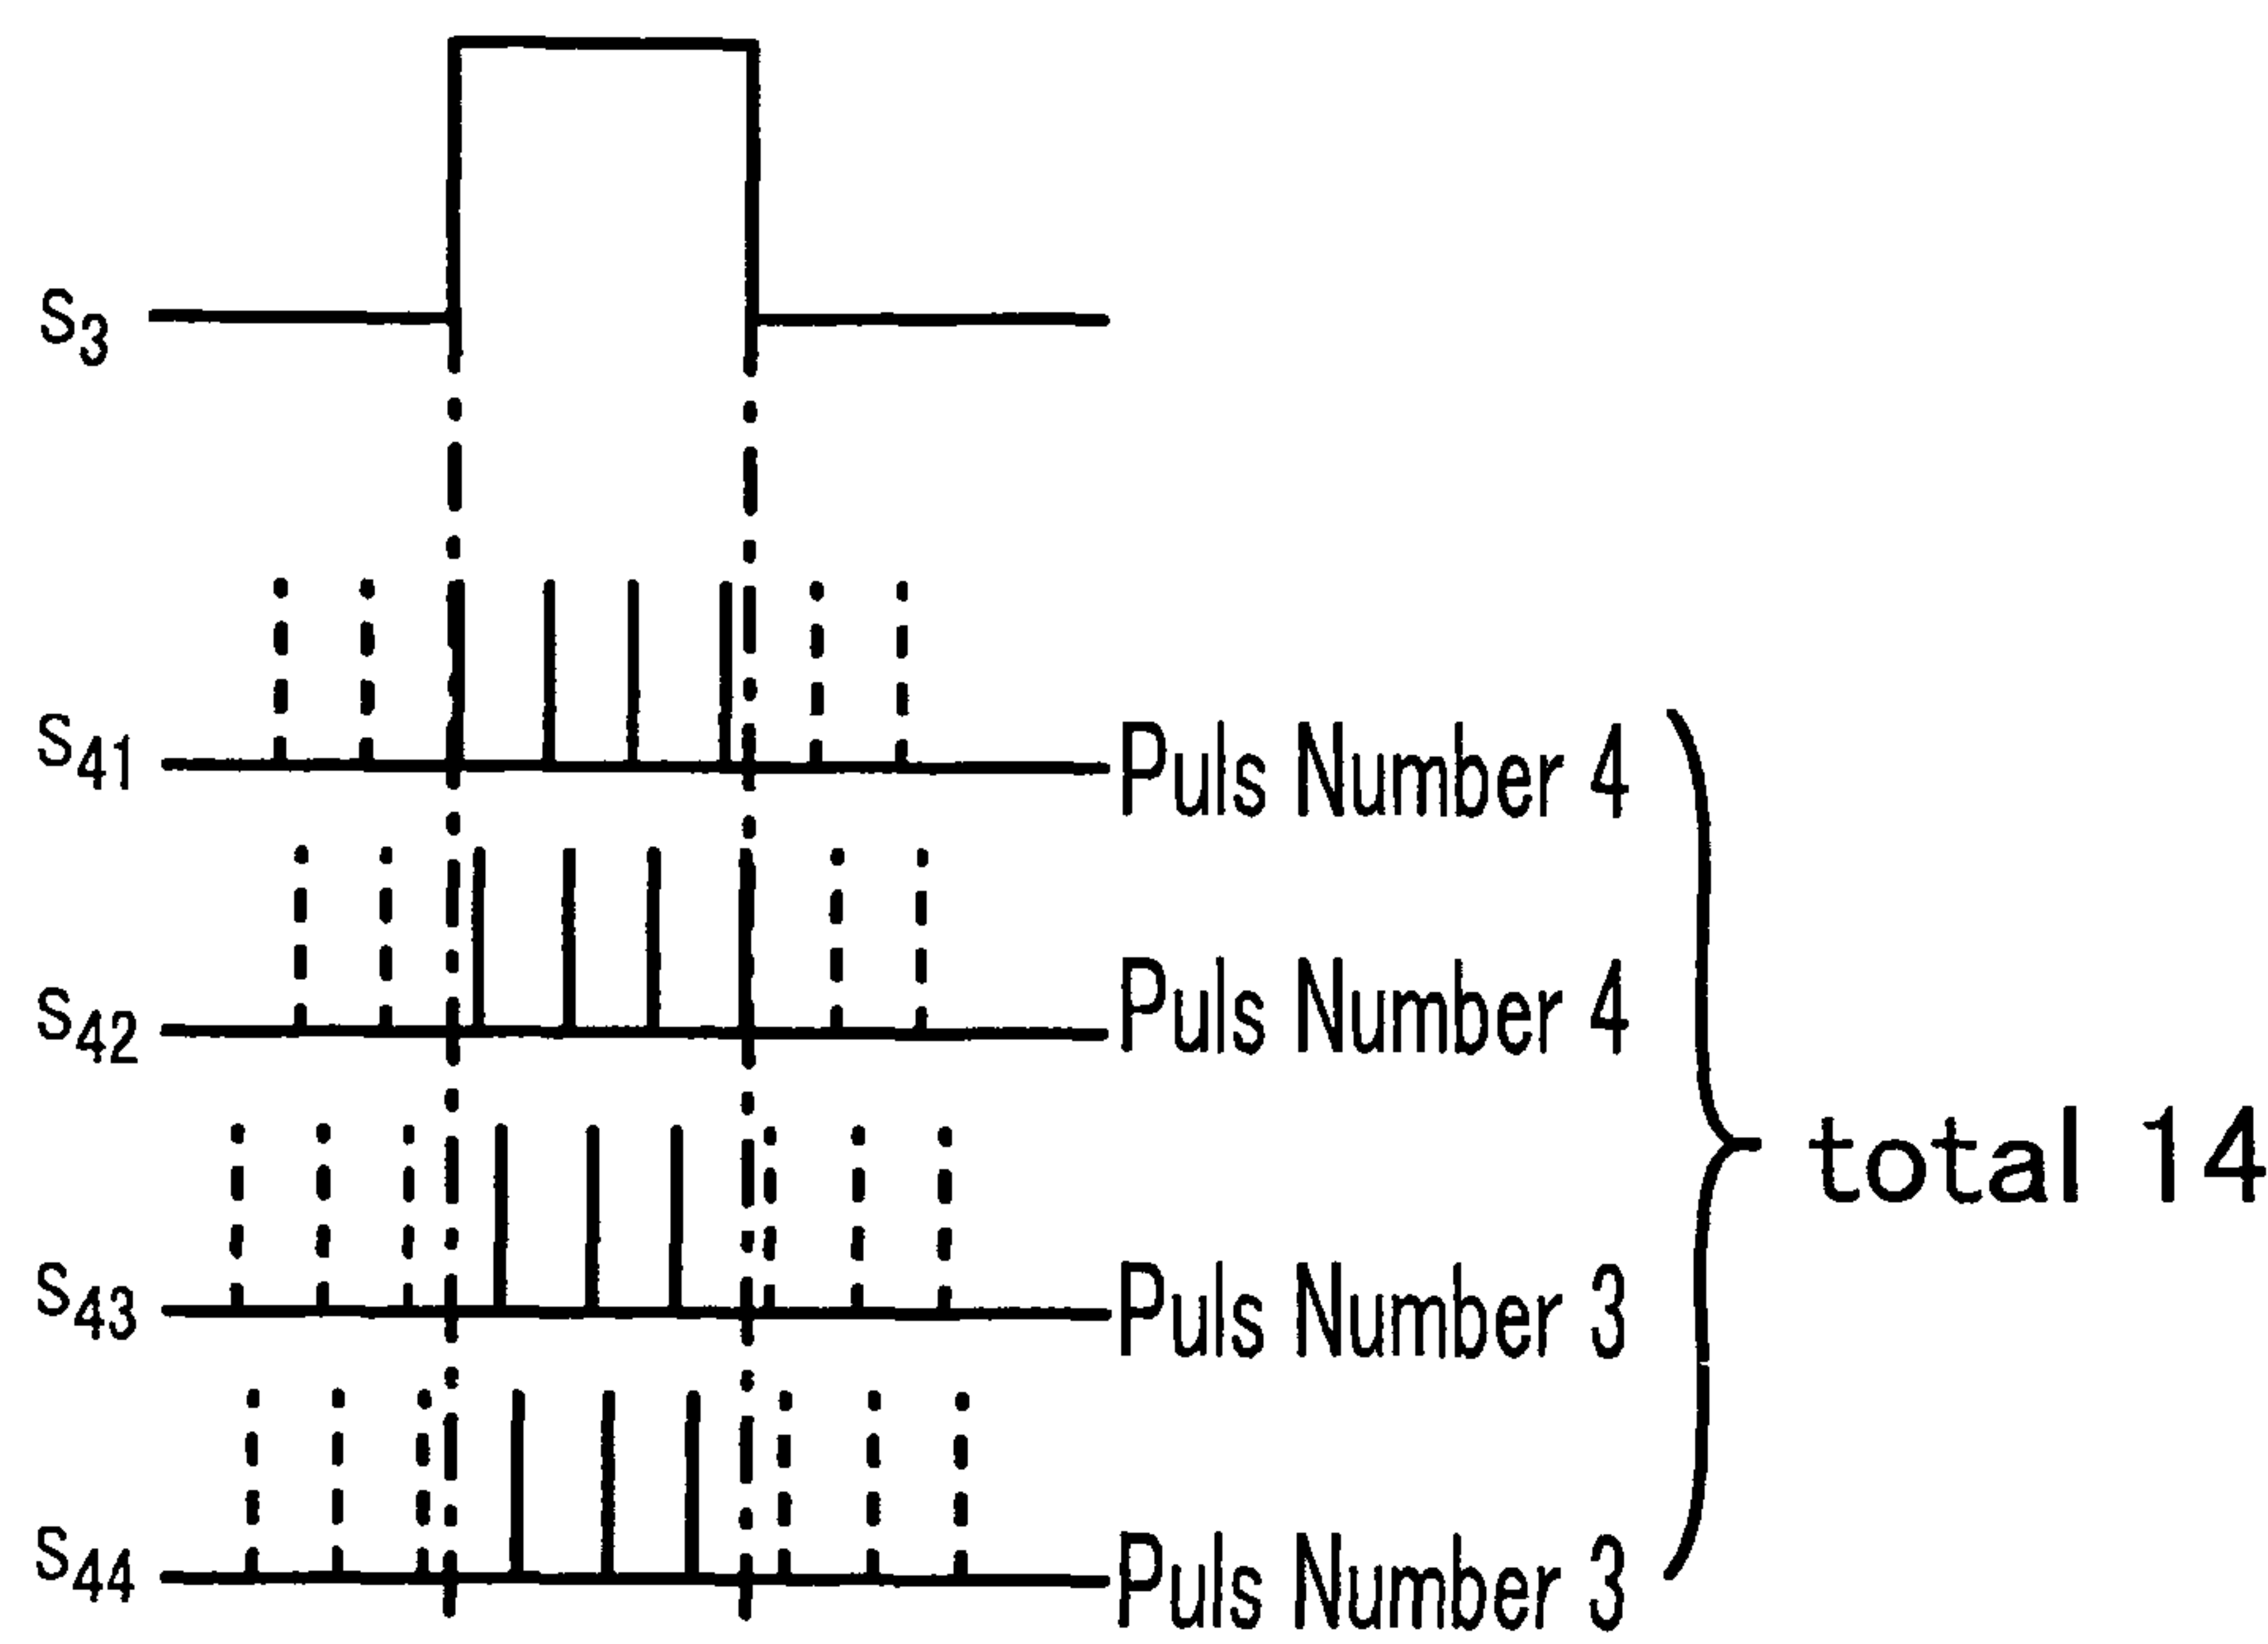 S3
S41 Puls Number 4
S42 Puls Number 4
total 14
S43 Puls Number 3
S44 Puls Number 3